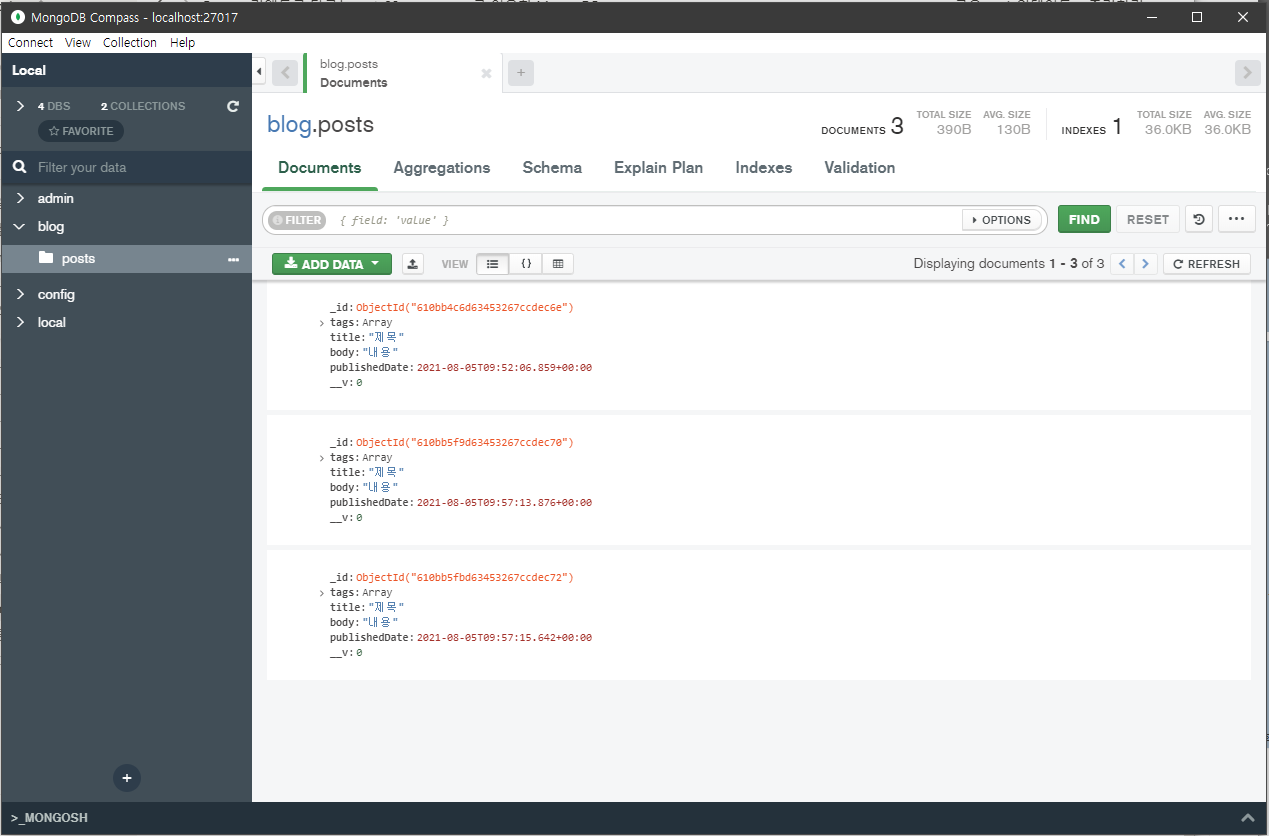 MongoDB Compass - localhost:27017
Connect View Collection Help
Local
4 DBS 2 COLLECTIONS
FAVORITE
Filter your data
admin
blog
posts
config
local
>_MONGOSH
blog.posts
Documents
blog.posts
DOCUMENTS 3 TOTAL SIZE 390B AVG. SIZE 130B INDEXES 1 TOTAL SIZE 36.0KB AVG. SIZE 36.0KB
Documents Aggregations Schema Explain Plan Indexes Validation
FILTER { field: 'value' } OPTIONS FIND RESET
ADD DATA VIEW {} Displaying documents 1 - 3 of 3 REFRESH
_id: ObjectId("610bb4c6d63453267ccdec6e")
tags: Array
title: "제목"
body: "내용"
publishedDate: 2021-08-05T09:52:06.859+00:00
__v: 0
_id: ObjectId("610bb5f9d63453267ccdec70")
tags: Array
title: "제목"
body: "내용"
publishedDate: 2021-08-05T09:57:13.876+00:00
__v: 0
_id: ObjectId("610bb5fbd63453267ccdec72")
tags: Array
title: "제목"
body: "내용"
publishedDate: 2021-08-05T09:57:15.642+00:00
__v: 0